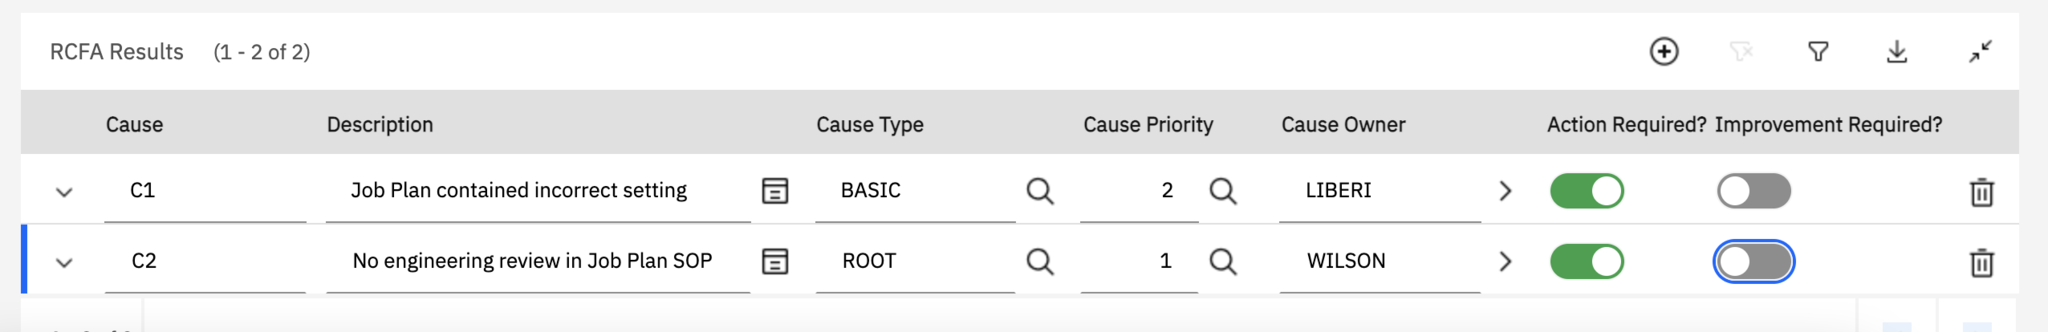 RCFA Results (1 - 2 of 2)
Cause Description Cause Type Cause Priority Cause Owner Action Required? Improvement Required?
C1 Job Plan contained incorrect setting BASIC 2 LIBERI
C2 No engineering review in Job Plan SOP ROOT 1 WILSON